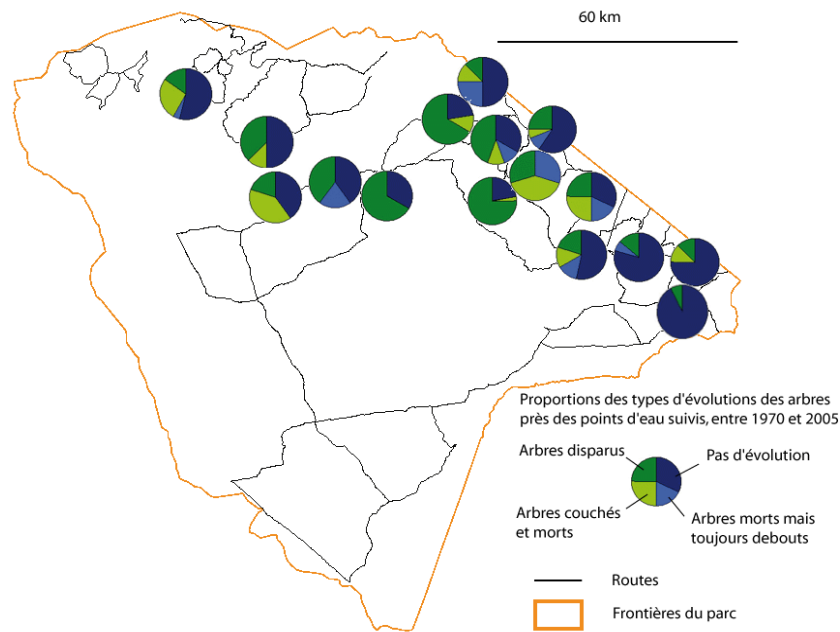 60 km
Proportions des types d'évolutions des arbres
près des points d'eau suivis, entre 1970 et 2005
Arbres disparus
Pas d'évolution
Arbres couchés
et morts
Arbres morts mais
toujours debouts
Routes
Frontières du parc